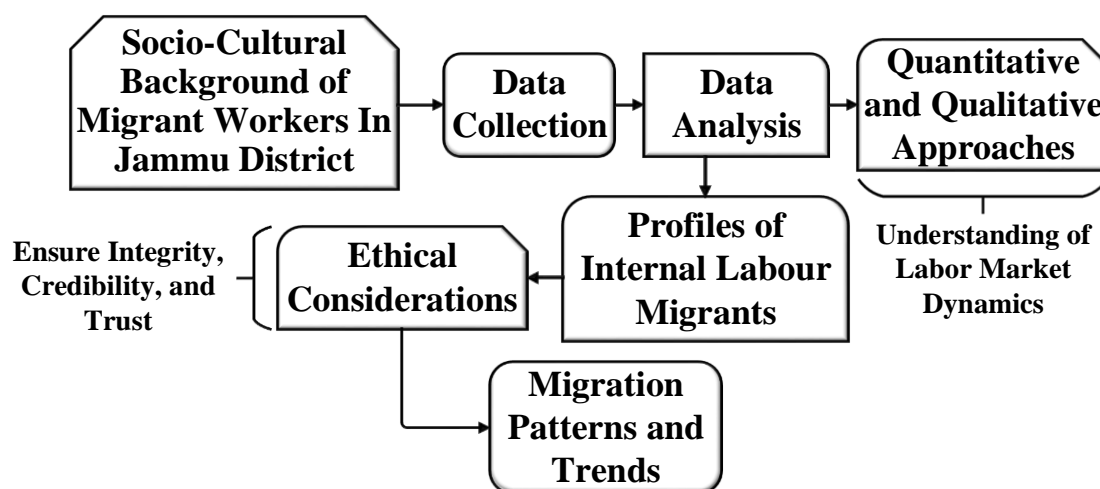 Socio-Cultural
Background of
Migrant Workers In
Jammu District
Data
Collection
Data
Analysis
Quantitative
and Qualitative
Approaches
Understanding of
Labor Market
Dynamics
Profiles of
Internal Labour
Migrants
Ethical
Considerations
Ensure Integrity,
Credibility, and
Trust
Migration
Patterns and
Trends